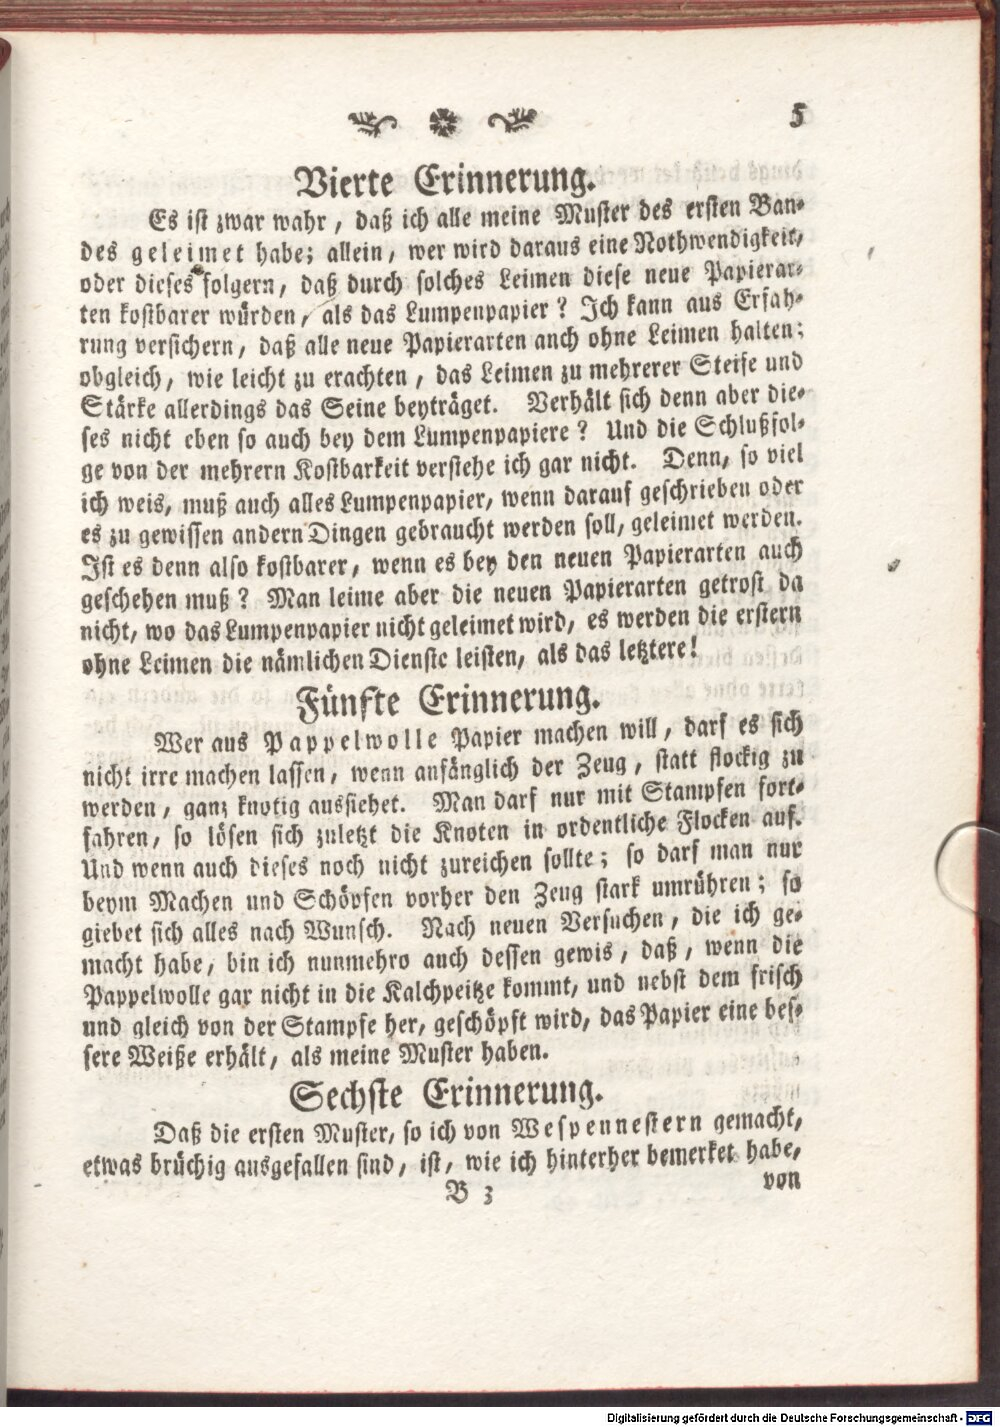 5
Vierte Erinnerung.
Es ist zwar wahr, daß ich alle meine Muster des ersten Ban-
des geleimet habe; allein, wer wird daraus eine Nothwendigkeit,
oder dieses folgern, daß durch solches Leimen diese neue Papierar-
ten kostbarer würden, als das Lumpenpapier? Ich kann aus Erfah-
rung versichern, daß alle neue Papierarten anch ohne Leimen halten;
obgleich, wie leicht zu erachten, das Leimen zu mehrerer Steife und
Stärke allerdings das Seine beyträget. Verhält sich denn aber die-
ses nicht eben so auch bey dem Lumpenpapiere? Und die Schlußfol-
ge von der mehrern Kostbarkeit verstehe ich gar nicht. Denn, so viel
ich weis, muß auch alles Lumpenpapier, wenn darauf geschrieben oder
es zu gewissen andern Dingen gebraucht werden soll, geleimet werden.
Ist es denn also kostbarer, wenn es bey den neuen Papierarten auch
geschehen muß? Man leime aber die neuen Papierarten getrost da
nicht, wo das Lumpenpapier nicht geleimet wird, es werden die erstern
ohne Leimen die nämlichen Dienste leisten, als das letztere!
Fünfte Erinnerung.
Wer aus Pappelwolle Papier machen will, darf es sich
nicht irre machen lassen, wenn anfänglich der Zeug, statt flockig zu
werden, ganz knotig aussiehet. Man darf nur mit Stampfen fort-
fahren, so lösen sich zuletzt die Knoten in ordentliche Flocken auf.
Und wenn auch dieses noch nicht zureichen sollte; so darf man nur
beym Machen und Schöpfen vorher den Zeug stark umrühren; so
giebet sich alles nach Wunsch. Nach neuen Versuchen, die ich ge-
macht habe, bin ich nunmehro auch dessen gewis, daß, wenn die
Pappelwolle gar nicht in die Kalchpeitze kommt, und nebst dem frisch
und gleich von der Stampfe her, geschöpft wird, das Papier eine bes-
sere Weiße erhält, als meine Muster haben.
Sechste Erinnerung.
Daß die ersten Muster, so ich von Wespennestern gemacht,
etwas brüchig ausgefallen sind, ist, wie ich hinterher bemerket habe,
B 3 von
Digitalisierung gefördert durch die Deutsche Forschungsgemeinschaft - DFG